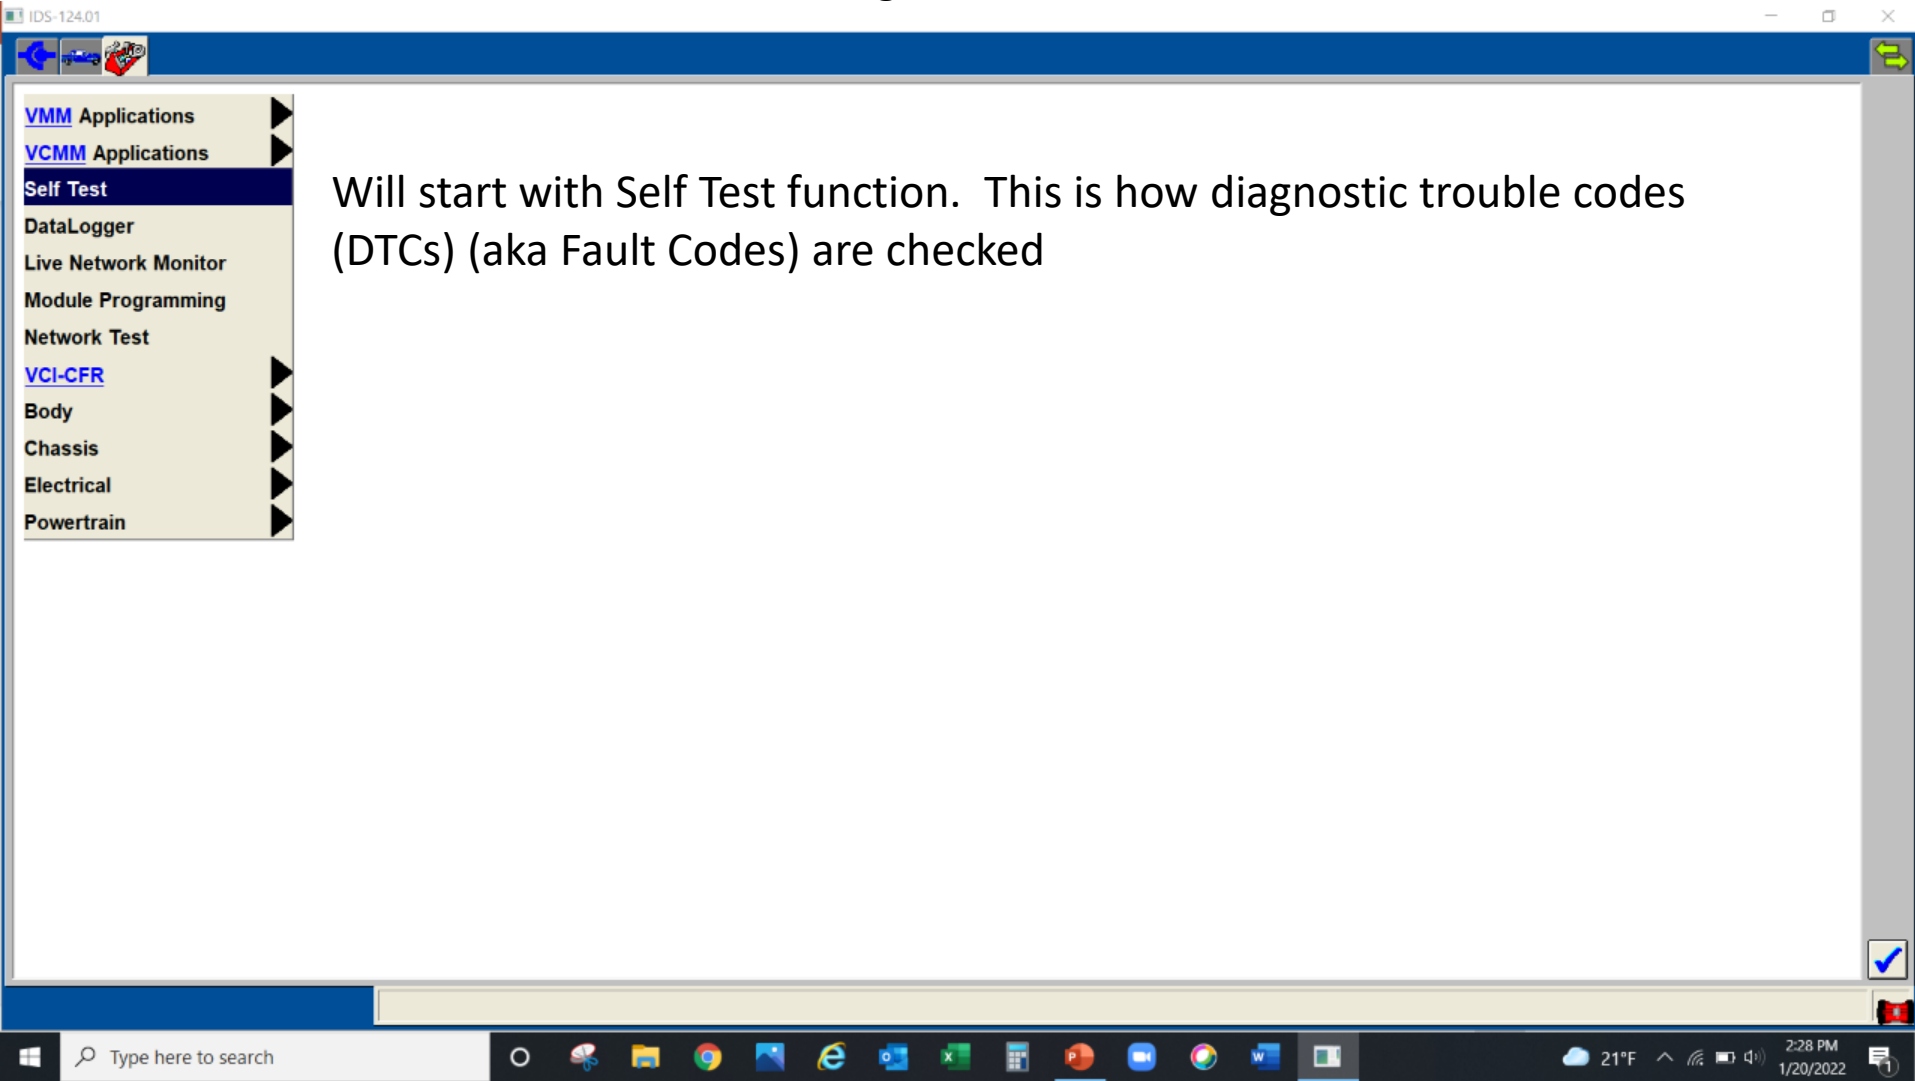 IDS-124.01
VMM Applications
VCMM Applications
Self Test
DataLogger
Live Network Monitor
Module Programming
Network Test
VCI-CFR
Body
Chassis
Electrical
Powertrain
Will start with Self Test function.  This is how diagnostic trouble codes
(DTCs) (aka Fault Codes) are checked
Type here to search
21°F
2:28 PM
1/20/2022
1